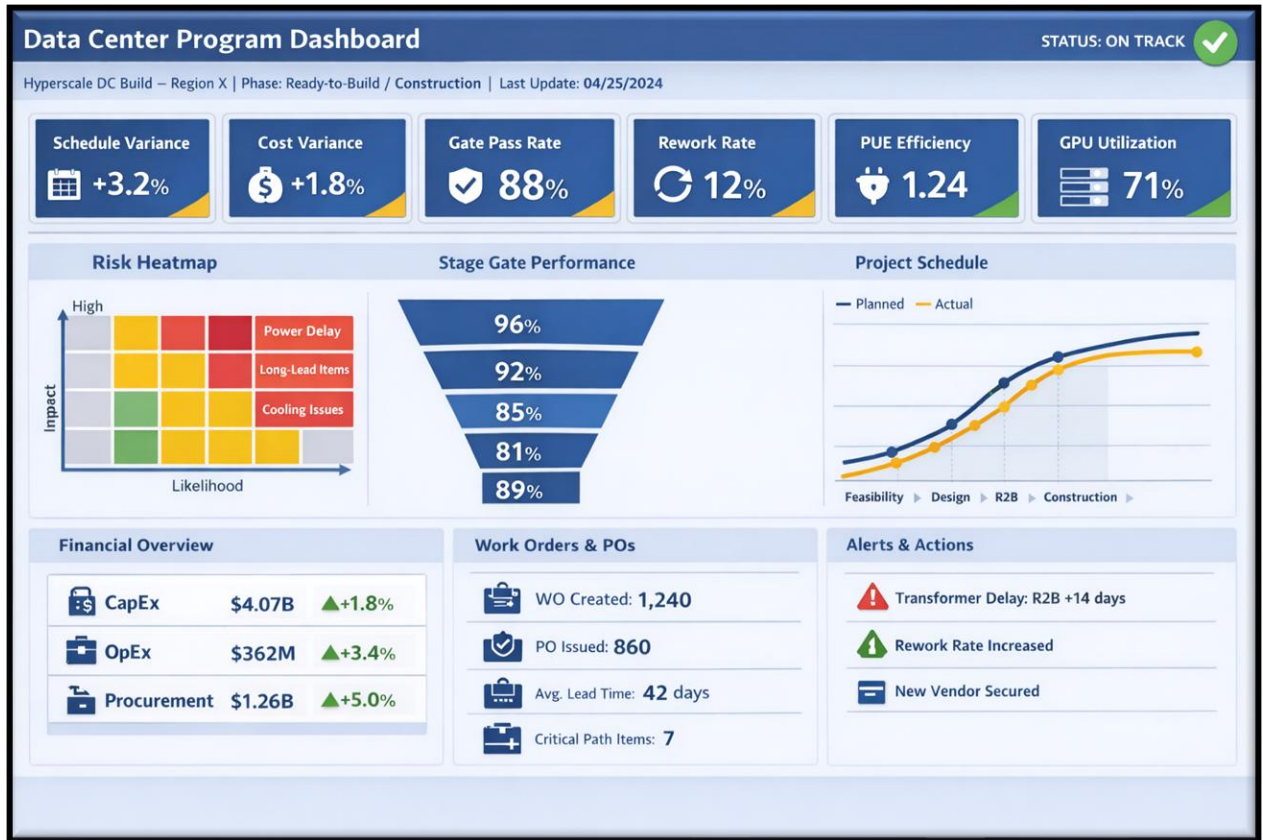 Data Center Program Dashboard
STATUS: ON TRACK
Hyperscale DC Build – Region X | Phase: Ready-to-Build / Construction | Last Update: 04/25/2024
Schedule Variance
+3.2%
Cost Variance
$ +1.8%
Gate Pass Rate
88%
Rework Rate
12%
PUE Efficiency
1.24
GPU Utilization
71%
Risk Heatmap
High
Impact
Power Delay
Long-Lead Items
Cooling Issues
Likelihood
Stage Gate Performance
96%
92%
85%
81%
89%
Project Schedule
Planned Actual
Feasibility Design R2B Construction
Financial Overview
CapEx $4.07B +1.8%
OpEx $362M +3.4%
Procurement $1.26B +5.0%
Work Orders & POs
WO Created: 1,240
PO Issued: 860
Avg. Lead Time: 42 days
Critical Path Items: 7
Alerts & Actions
Transformer Delay: R2B +14 days
Rework Rate Increased
New Vendor Secured